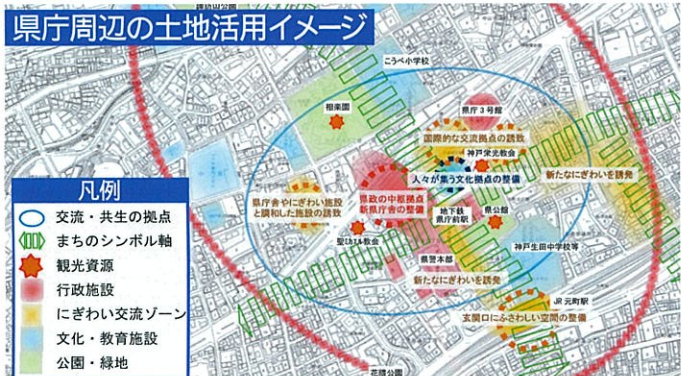 県庁周辺の土地活用イメージ
諏訪山公園
こうべ小学校
相楽園
県庁3号館
国際的な交流拠点の誘致
神戸栄光教会
新たなにぎわいを誘発
人々が集う文化拠点の整備
県庁舎やにぎわい施設
と調和した施設の誘致
県政の中枢拠点
新県庁舎の整備
地下鉄
県庁前駅
県公館
聖ミカエル教会
神戸生田中学校等
県警本部
新たなにぎわいを誘発
JR元町駅
玄関口にふさわしい空間の整備
花隈公園
凡例
交流・共生の拠点
まちのシンボル軸
観光資源
行政施設
にぎわい交流ゾーン
文化・教育施設
公園・緑地